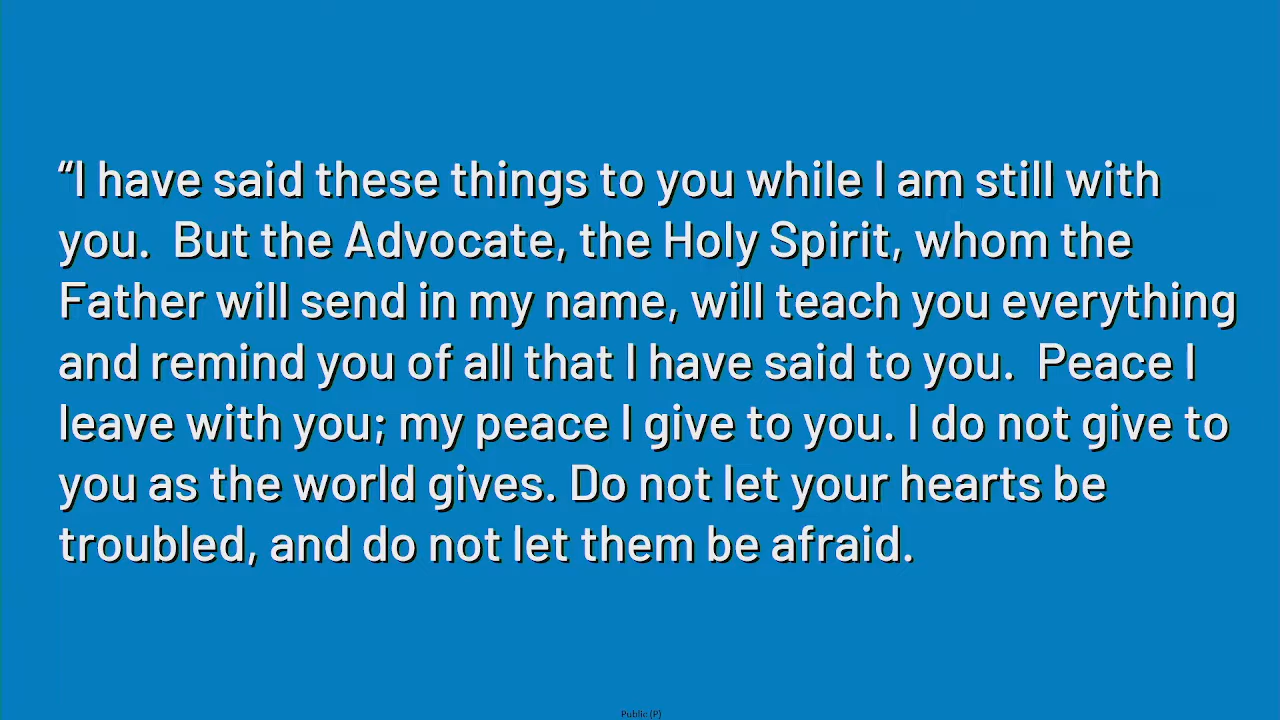 “I have said these things to you while I am still with
you.  But the Advocate, the Holy Spirit, whom the
Father will send in my name, will teach you everything
and remind you of all that I have said to you.  Peace I
leave with you; my peace I give to you. I do not give to
you as the world gives. Do not let your hearts be
troubled, and do not let them be afraid.
Public (P)